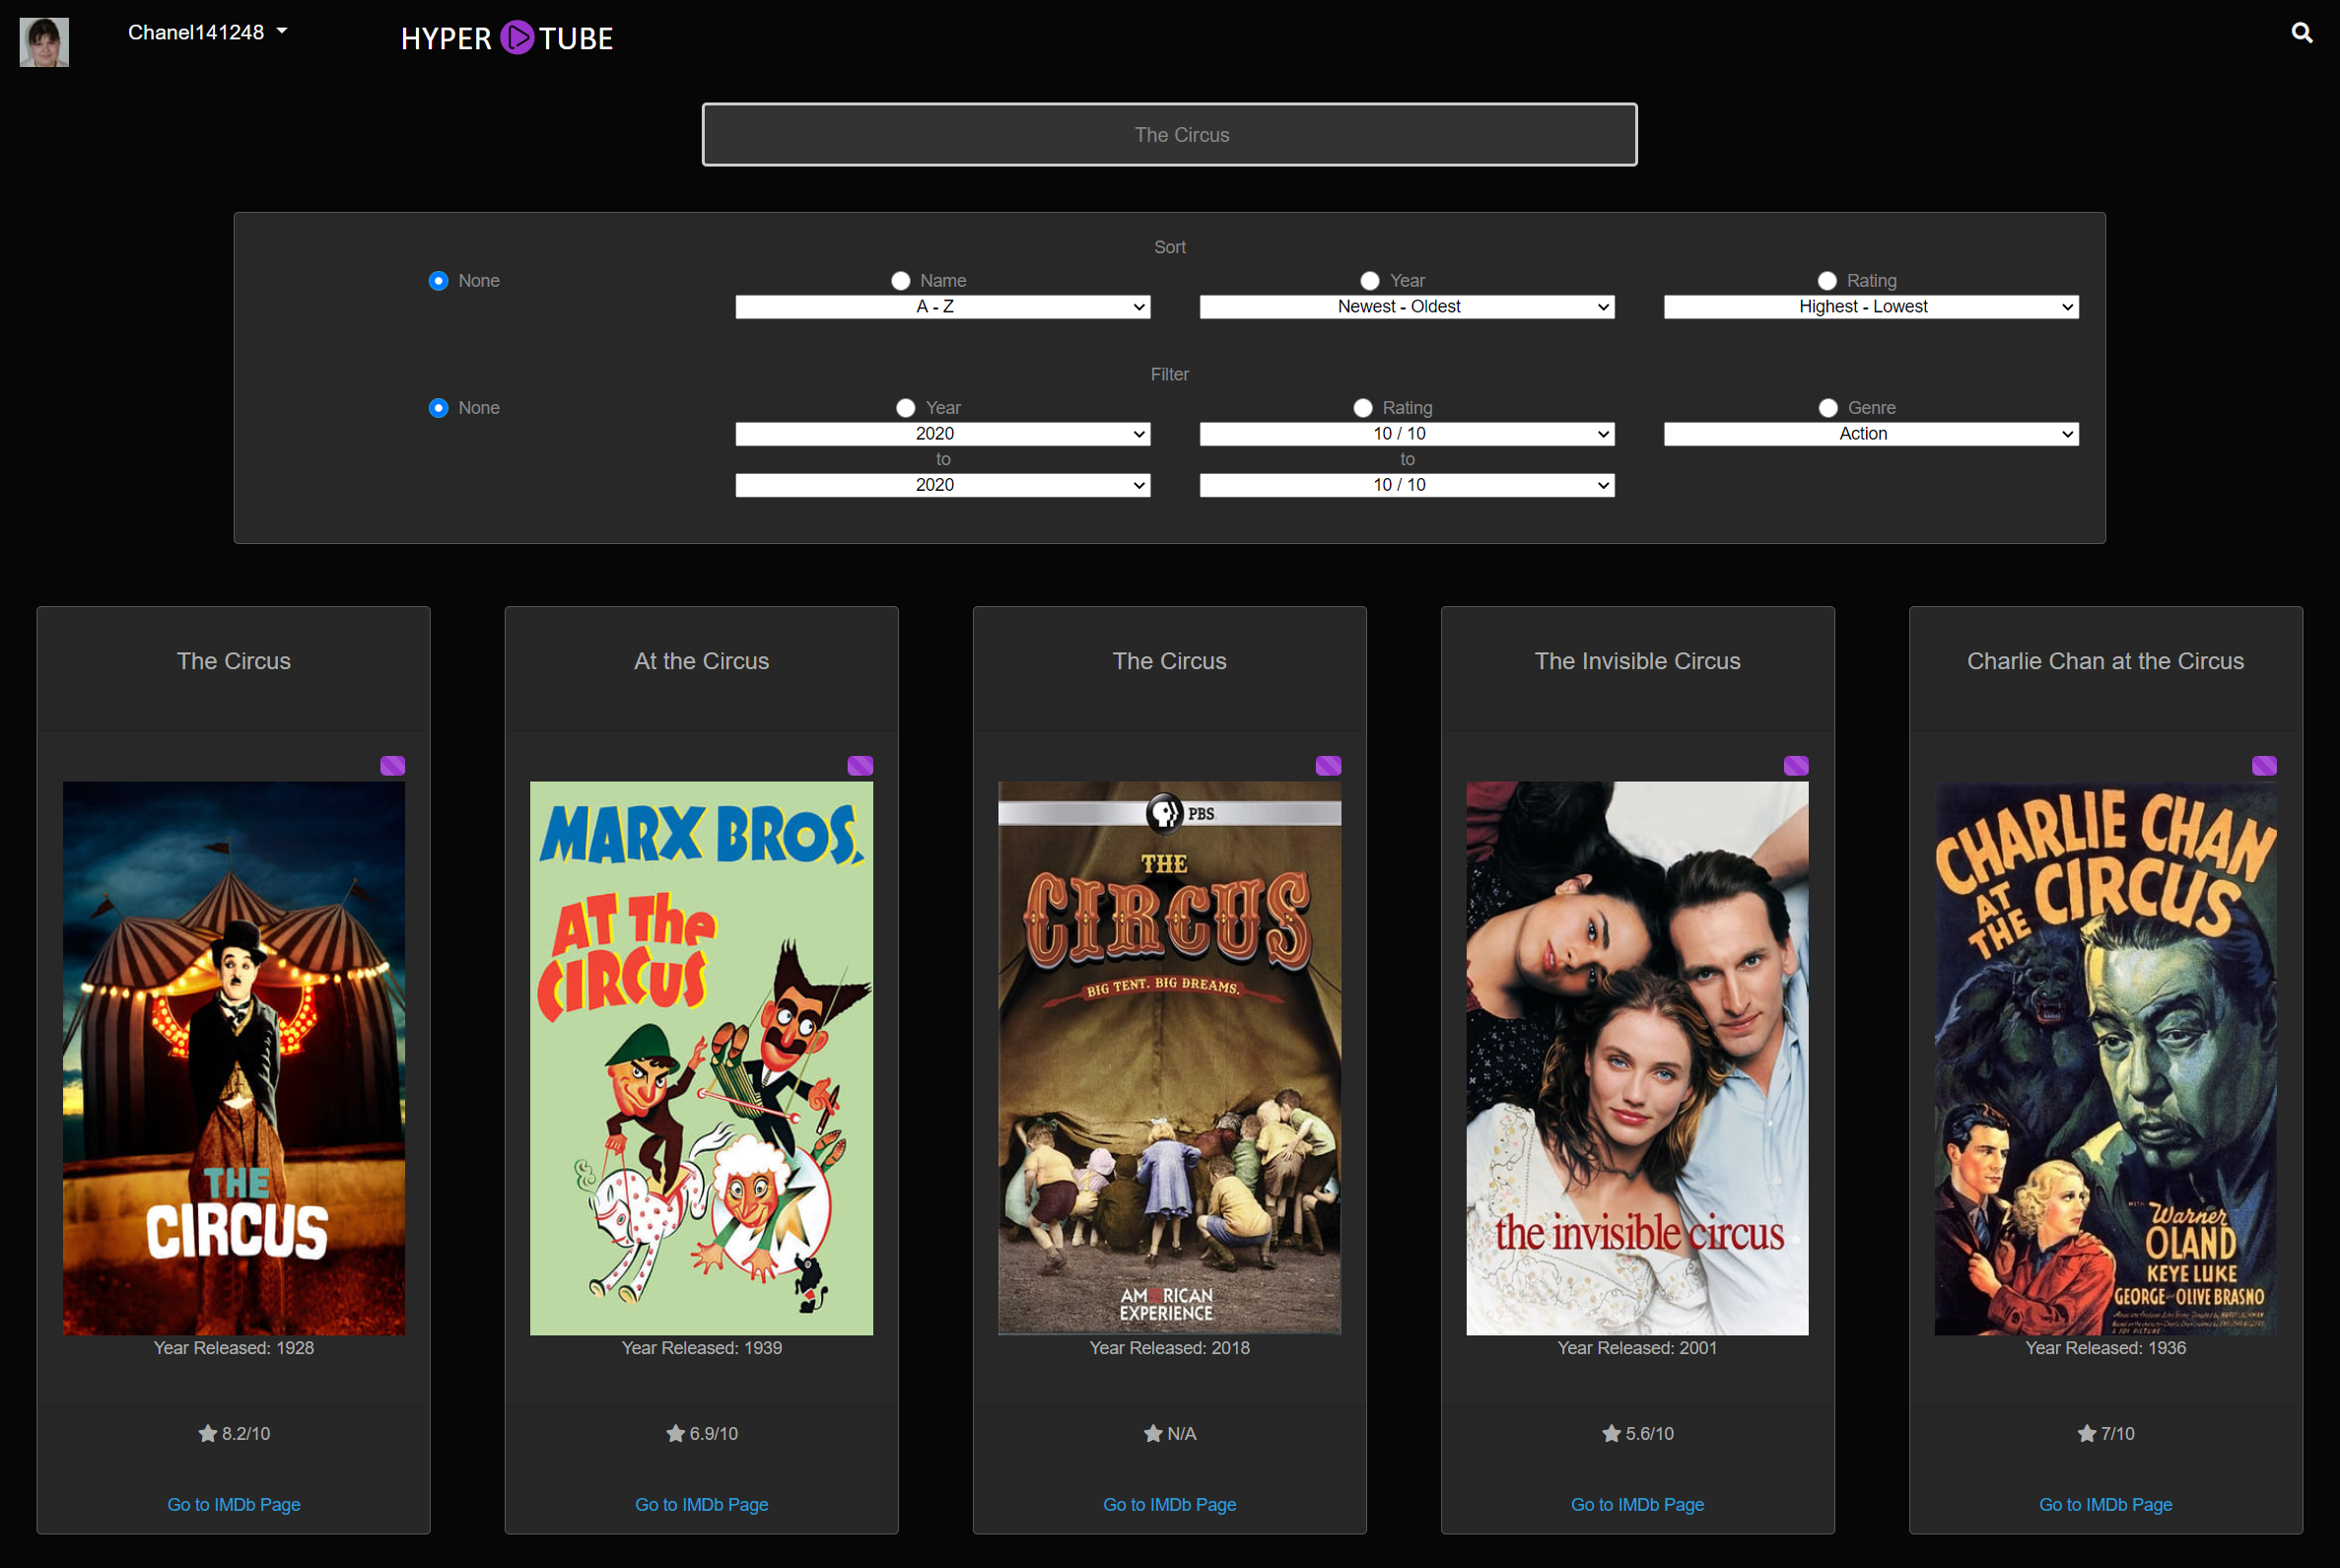 Chanel141248
HYPER TUBE
The Circus
Sort
None
Name
Year
Rating
A - Z
Newest - Oldest
Highest - Lowest
Filter
None
Year
Rating
Genre
2020
10 / 10
Action
to
to
2020
10 / 10
The Circus
At the Circus
The Circus
The Invisible Circus
Charlie Chan at the Circus
THE
CIRCUS
MARX BROS.
AT THE
CIRCUS
PBS
THE
CIRCUS
BIG TENT. BIG DREAMS.
AMERICAN
EXPERIENCE
the invisible circus
CHARLIE CHAN
AT
THE
CIRCUS
WITH
Warner
OLAND
KEYE LUKE
GEORGE AND OLIVE BRASNO
Year Released: 1928
Year Released: 1939
Year Released: 2018
Year Released: 2001
Year Released: 1936
8.2/10
6.9/10
N/A
5.6/10
7/10
Go to IMDb Page
Go to IMDb Page
Go to IMDb Page
Go to IMDb Page
Go to IMDb Page